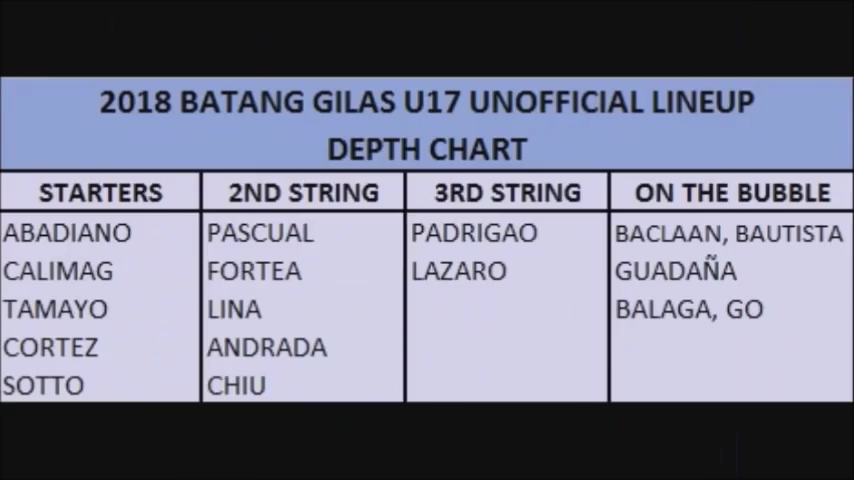 2018 BATANG GILAS U17 UNOFFICIAL LINEUP
DEPTH CHART
STARTERS 2ND STRING 3RD STRING ON THE BUBBLE
ABADIANO PASCUAL PADRIGAO BACLAAN, BAUTISTA
CALIMAG FORTEA LAZARO GUADAÑA
TAMAYO LINA BALAGA, GO
CORTEZ ANDRADA
SOTTO CHIU